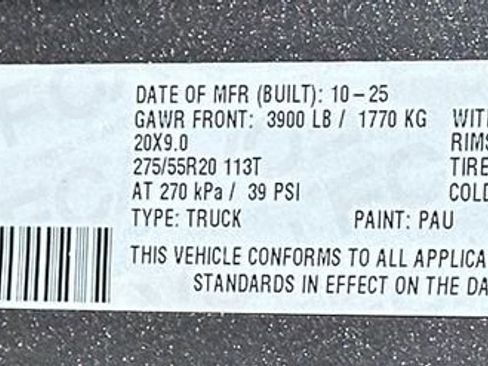 DATE OF MFR (BUILT): 10-25
GAWR FRONT: 3900 LB / 1770 KG WITH
20X9.0 RIMS
275/55R20 113T TIRE
AT 270 kPa / 39 PSI COLD
TYPE: TRUCK PAINT: PAU
THIS VEHICLE CONFORMS TO ALL APPLICA
STANDARDS IN EFFECT ON THE DA